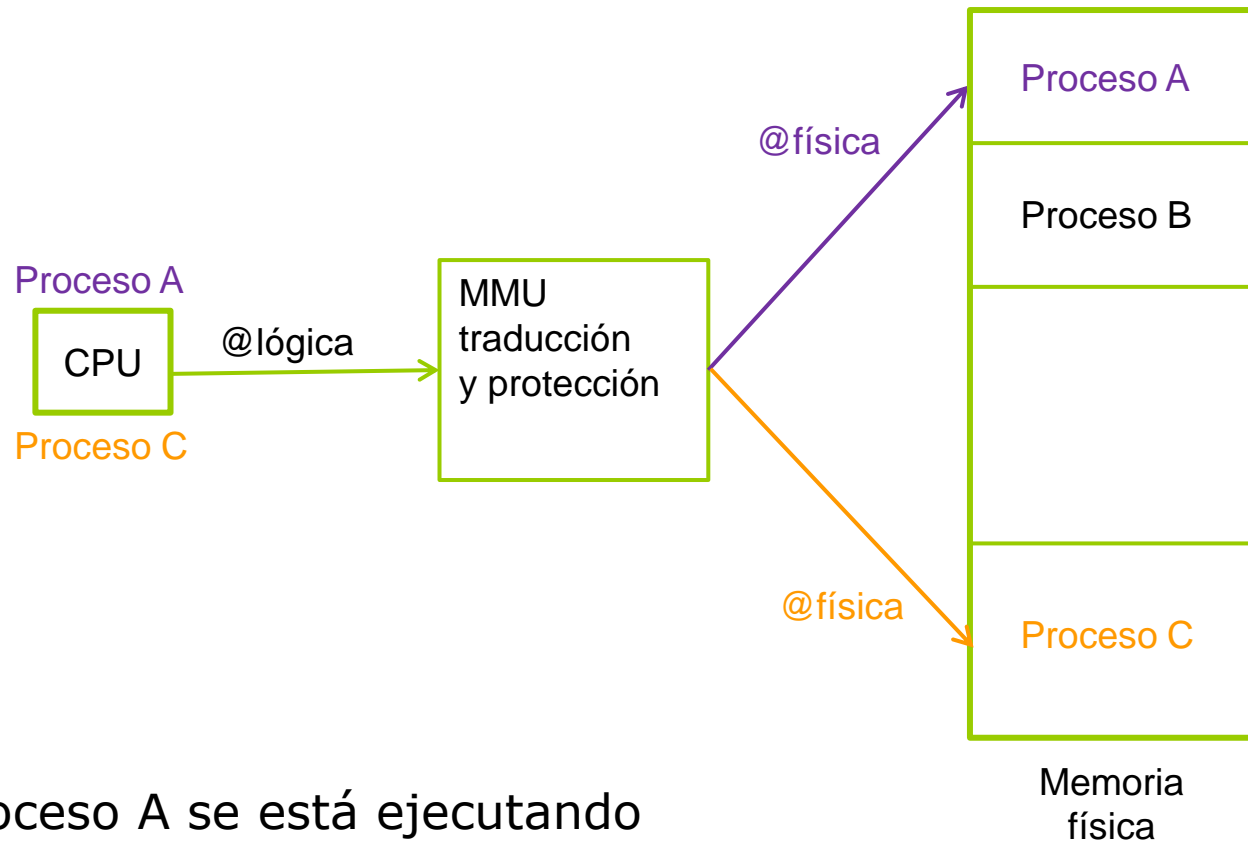 Proceso A
@física
Proceso B
Proceso A
MMU
traducción
y protección
@lógica
CPU
Proceso C
@física
Proceso C
Memoria
física
oceso A se está ejecutando